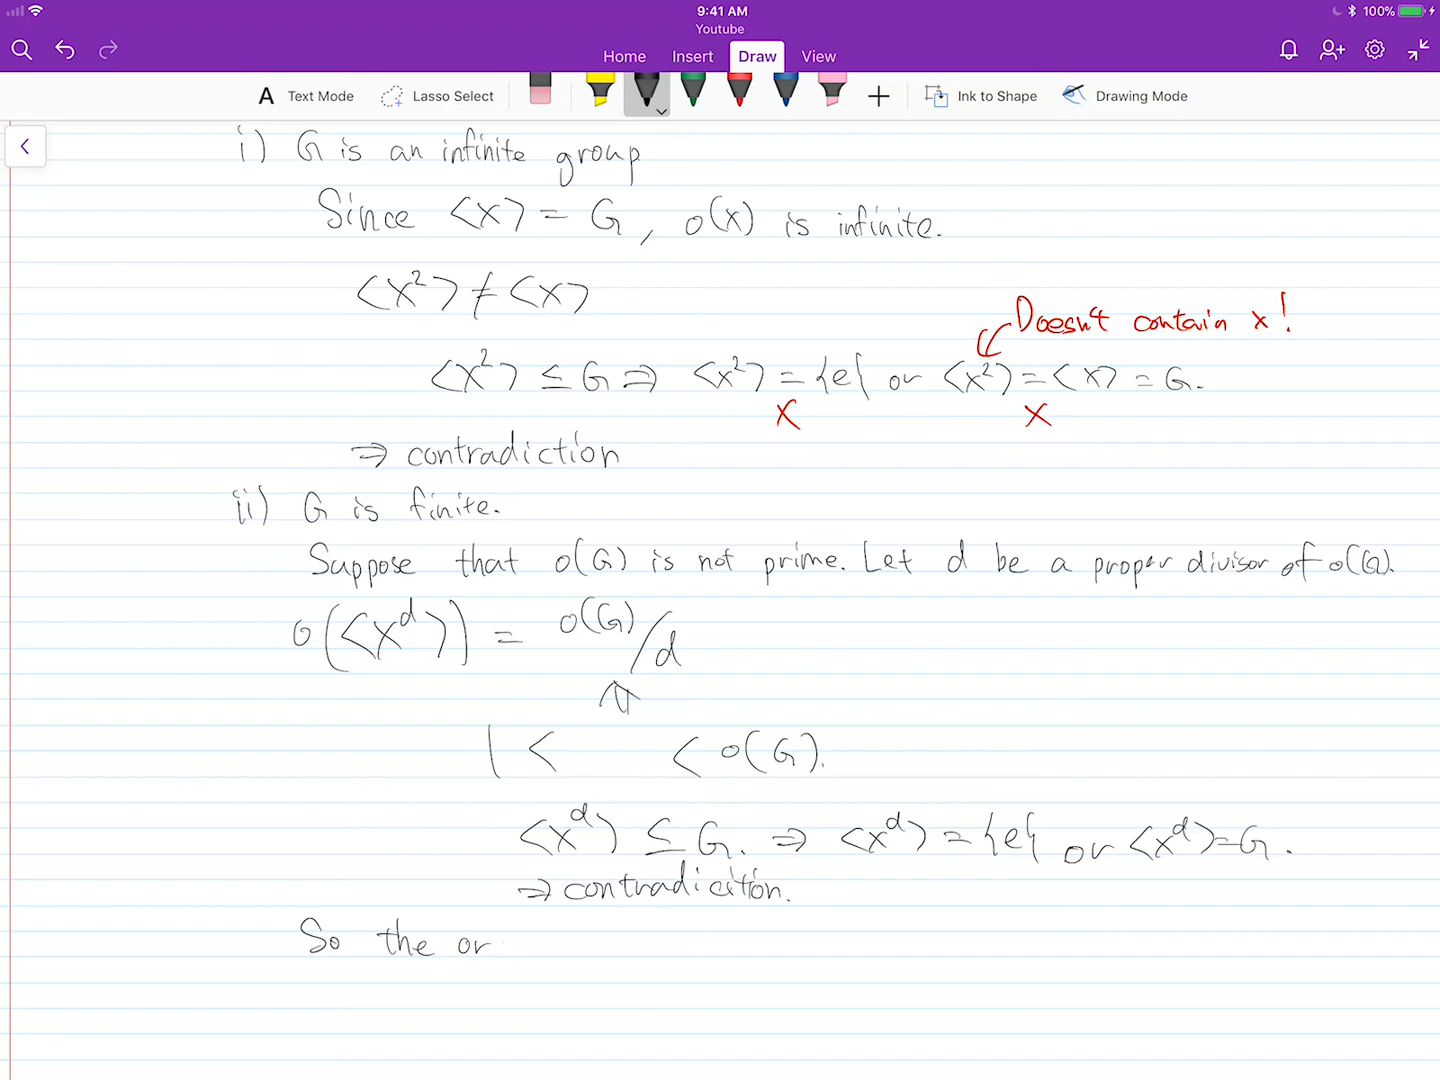 9:41 AM
100%
Youtube
Home Insert Draw View
A Text Mode Lasso Select Ink to Shape Drawing Mode
i) G is an infinite group
Since <x> = G, o(x) is infinite.
<x²> ≠ <x>
Doesn't contain x!
<x²> ≤ G ⇒ <x²> = {e} or <x²> = <x> = G.
X X
⇒ contradiction
ii) G is finite.
Suppose that o(G) is not prime. Let d be a proper divisor of o(G).
o(<x^d>) = o(G)/d
⇑
1 < < o(G).
<x^d> ≤ G. ⇒ <x^d> = {e} or <x^d> = G.
⇒ contradicition.
So the or